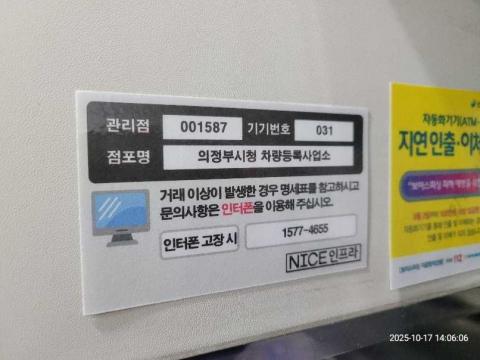 관리점 001587 기기번호 031
점포명 의정부시청 차량등록사업소
거래 이상이 발생한 경우 명세표를 참고하시고
문의사항은 인터폰을 이용해 주십시오.
인터폰 고장 시 1577-4655
NICE인프라
자동화기기(ATM·
지연인출·이체
112
2025-10-17 14:06:06